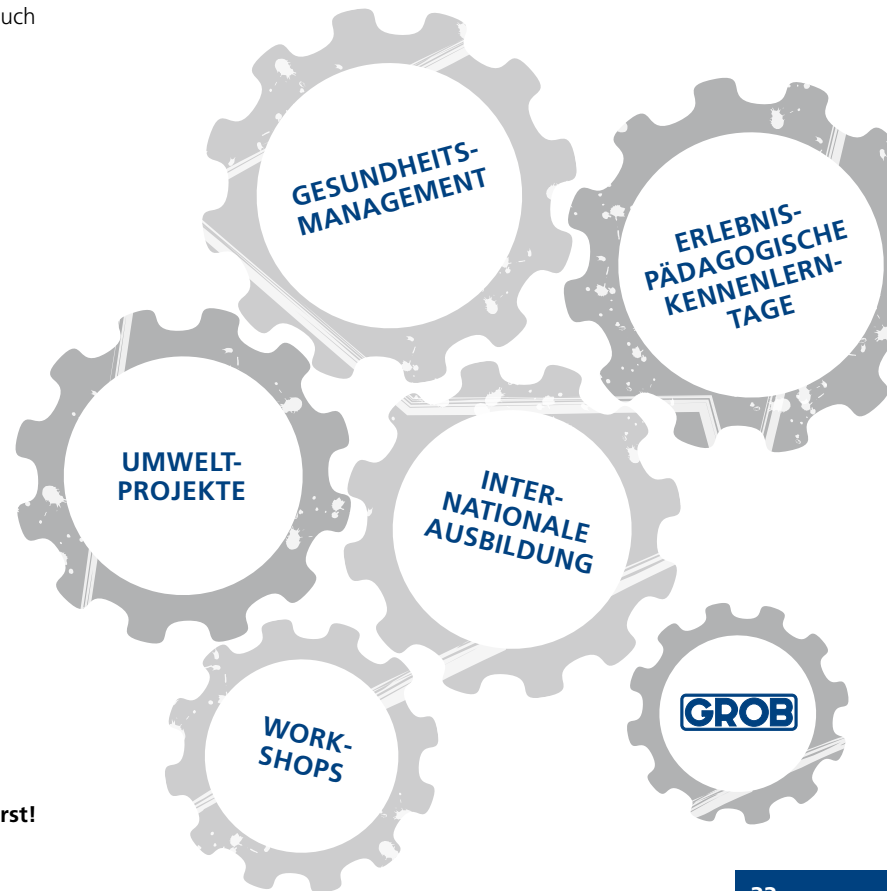 uch
GESUNDHEITS-
MANAGEMENT
ERLEBNIS-
PÄDAGOGISCHE
KENNENLERN-
TAGE
UMWELT-
PROJEKTE
INTER-
NATIONALE
AUSBILDUNG
WORK-
SHOPS
GROB
rst!